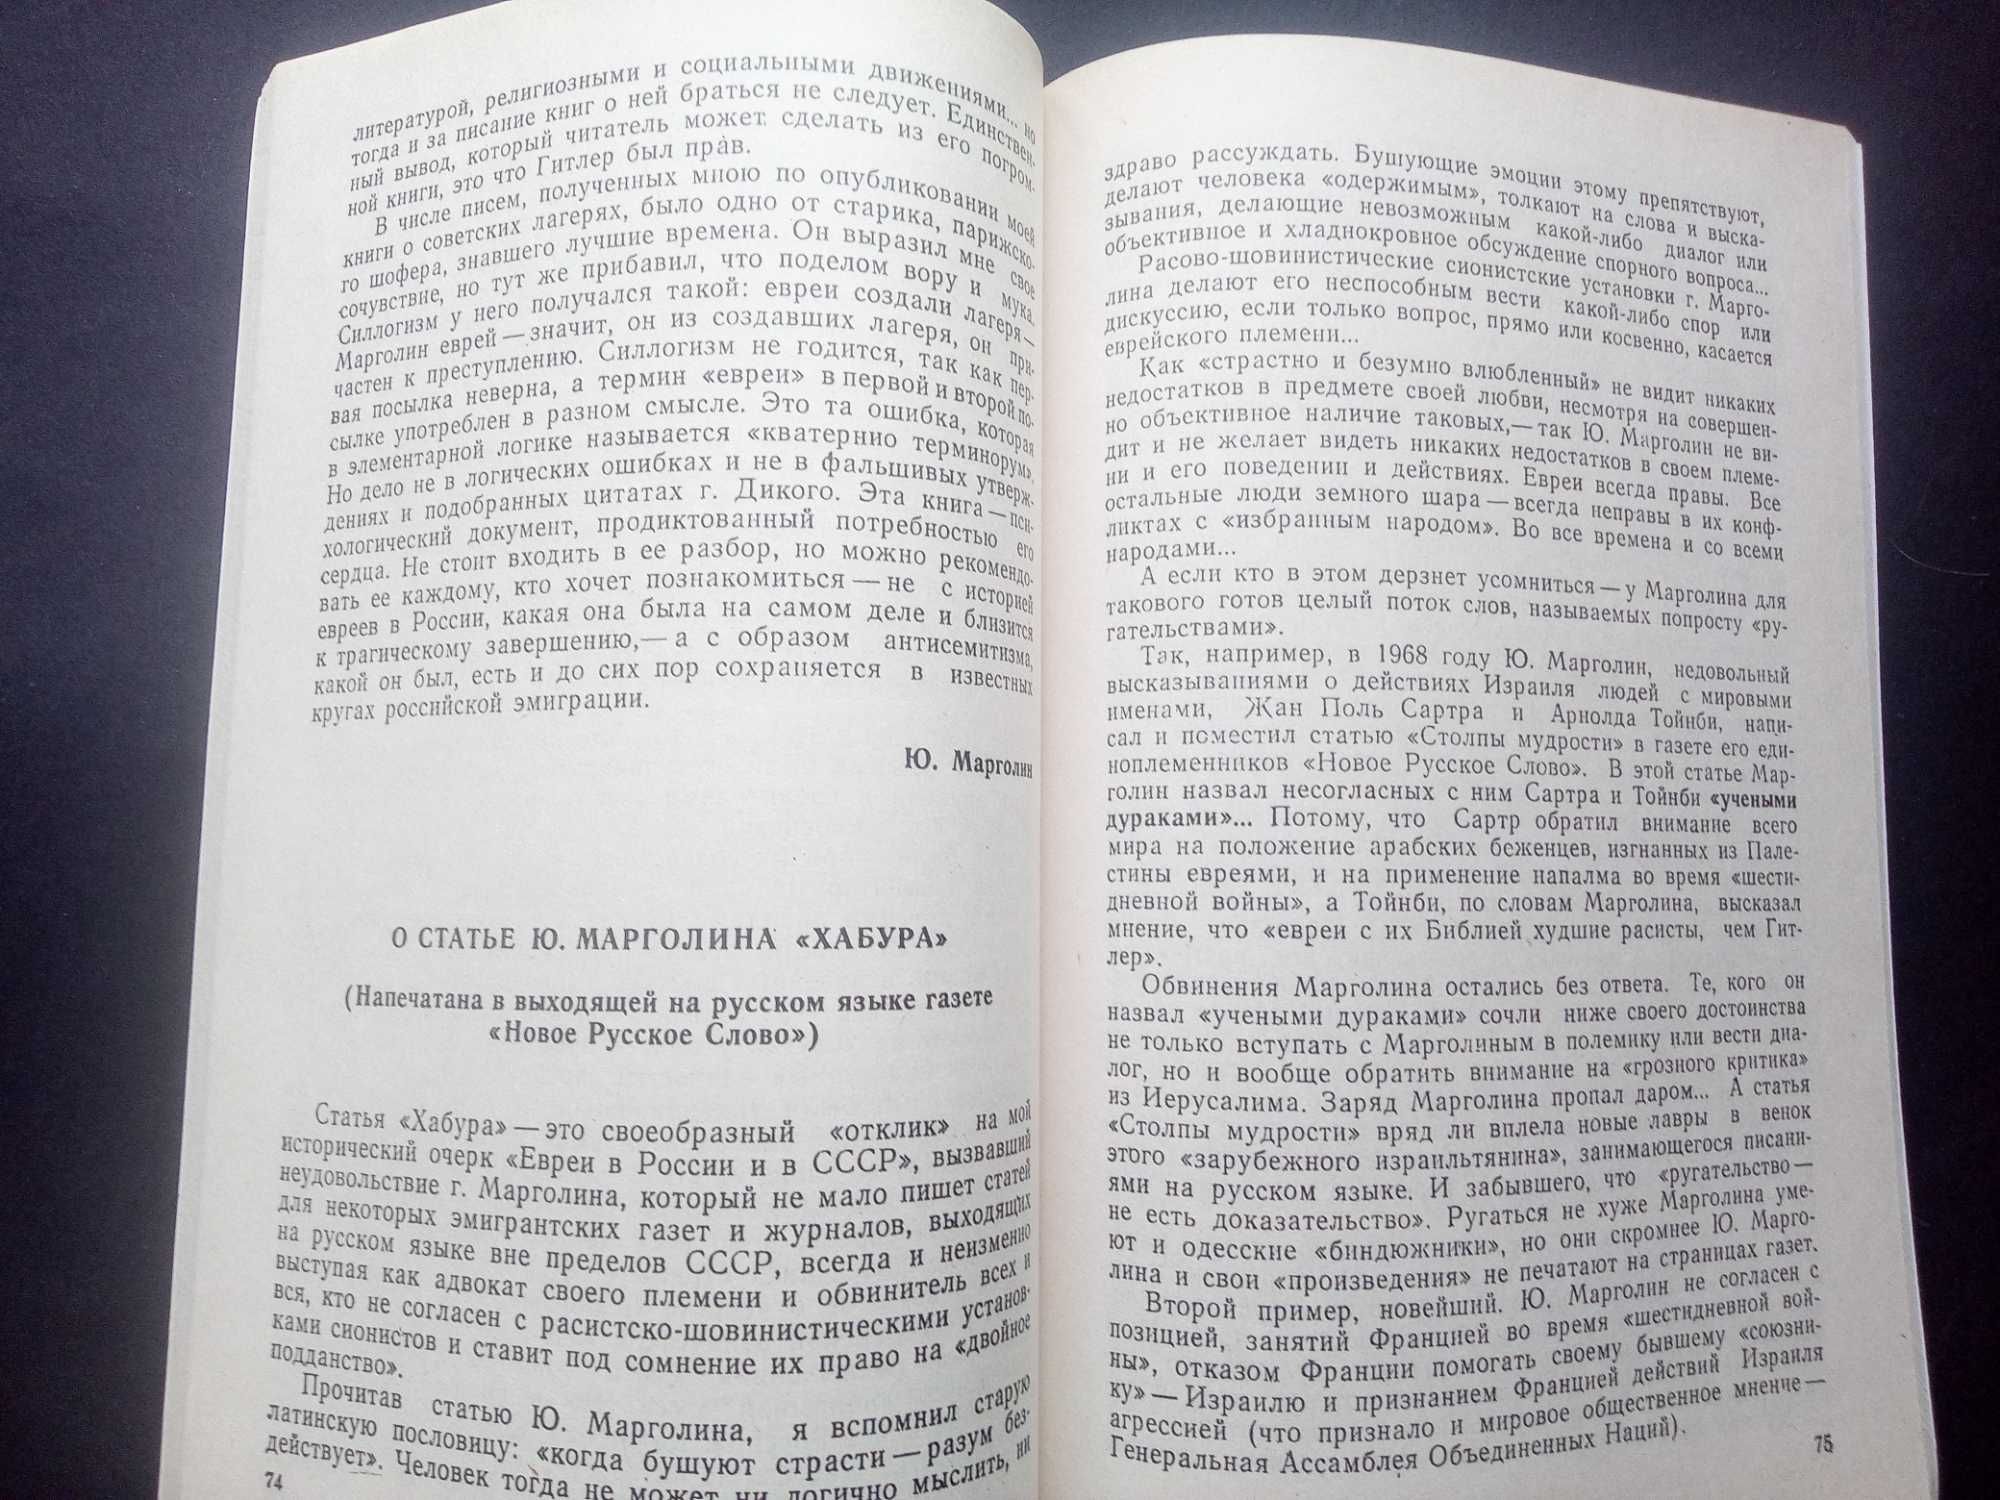 литературой, религиозными и социальными движениями... но
тогда и за писание книг о ней браться не следует. Единствен-
ный вывод, который читатель может сделать из его погром-
ной книги, это что Гитлер был прав.
В числе писем, полученных мною по опубликовании моей
книги о советских лагерях, было одно от старика, парижско-
го шофера, знавшего лучшие времена. Он выразил мне свое
сочувствие, но тут же прибавил, что поделом вору и мука.
Силлогизм у него получался такой: евреи создали лагеря —
Марголин еврей — значит, он из создавших лагеря, он при-
частен к преступлению. Силлогизм не годится, так как пер-
вая посылка неверна, а термин «евреи» в первой и второй по-
сылке употреблен в разном смысле. Это та ошибка, которая
в элементарной логике называется «кватернио терминорум».
Но дело не в логических ошибках и не в фальшивых утверж-
дениях и подобранных цитатах г. Дикого. Эта книга — пси-
хологический документ, продиктованный потребностью его
сердца. Не стоит входить в ее разбор, но можно рекомендо-
вать ее каждому, кто хочет познакомиться — не с историей
евреев в России, какая она была на самом деле и близится
к трагическому завершению, — а с образом антисемитизма,
какой он был, есть и до сих пор сохраняется в известных
кругах российской эмиграции.
Ю. Марголин
О СТАТЬЕ Ю. МАРГОЛИНА «ХАБУРА»
(Напечатана в выходящей на русском языке газете
«Новое Русское Слово»)
Статья «Хабура» — это своеобразный «отклик» на мой
исторический очерк «Евреи в России и в СССР», вызвавший
неудовольствие г. Марголина, который не мало пишет статей
для некоторых эмигрантских газет и журналов, выходящих
на русском языке вне пределов СССР, всегда и неизменно
выступая как адвокат своего племени и обвинитель всех и
вся, кто не согласен с расистско-шовинистическими установ-
ками сионистов и ставит под сомнение их право на «двойное
подданство».
Прочитав статью Ю. Марголина, я вспомнил старую
латинскую пословицу: «когда бушуют страсти — разум без-
действует». Человек тогда не может ни логично мыслить, ни
74
здраво рассуждать. Бушующие эмоции этому препятствуют,
делают человека «одержимым», толкают на слова и выска-
зывания, делающие невозможным какой-либо диалог или
объективное и хладнокровное обсуждение спорного вопроса...
Расово-шовинистические сионистские установки г. Марго-
лина делают его неспособным вести какой-либо спор или
дискуссию, если только вопрос, прямо или косвенно, касается
еврейского племени...
Как «страстно и безумно влюбленный» не видит никаких
недостатков в предмете своей любви, несмотря на совершен-
но объективное наличие таковых, — так Ю. Марголин не ви-
дит и не желает видеть никаких недостатков в своем племе-
ни и его поведении и действиях. Евреи всегда правы. Все
остальные люди земного шара — всегда неправы в их конф-
ликтах с «избранным народом». Во все времена и со всеми
народами...
А если кто в этом дерзнет усомниться — у Марголина для
такового готов целый поток слов, называемых попросту «ру-
гательствами».
Так, например, в 1968 году Ю. Марголин, недовольный
высказываниями о действиях Израиля людей с мировыми
именами, Жан Поль Сартра и Арнолда Тойнби, напи-
сал и поместил статью «Столпы мудрости» в газете его еди-
ноплеменников «Новое Русское Слово». В этой статье Мар-
голин назвал несогласных с ним Сартра и Тойнби «учеными
дураками»... Потому, что Сартр обратил внимание всего
мира на положение арабских беженцев, изгнанных из Пале-
стины евреями, и на применение напалма во время «шести-
дневной войны», а Тойнби, по словам Марголина, высказал
мнение, что «евреи с их Библией худшие расисты, чем Гит-
лер».
Обвинения Марголина остались без ответа. Те, кого он
назвал «учеными дураками» сочли ниже своего достоинства
не только вступать с Марголиным в полемику или вести диа-
лог, но и вообще обратить внимание на «грозного критика»
из Иерусалима. Заряд Марголина пропал даром... А статья
«Столпы мудрости» вряд ли вплела новые лавры в венок
этого «зарубежного израильтянина», занимающегося писани-
ями на русском языке. И забывшего, что «ругательство —
не есть доказательство». Ругаться не хуже Марголина уме-
ют и одесские «биндюжники», но они скромнее Ю. Марго-
лина и свои «произведения» не печатают на страницах газет.
Второй пример, новейший. Ю. Марголин не согласен с
позицией, занятий Францией во время «шестидневной вой-
ны», отказом Франции помогать своему бывшему «союзни-
ку» — Израилю и признанием Францией действий Израиля
агрессией (что признало и мировое общественное мнение —
Генеральная Ассамблея Объединенных Наций).
75